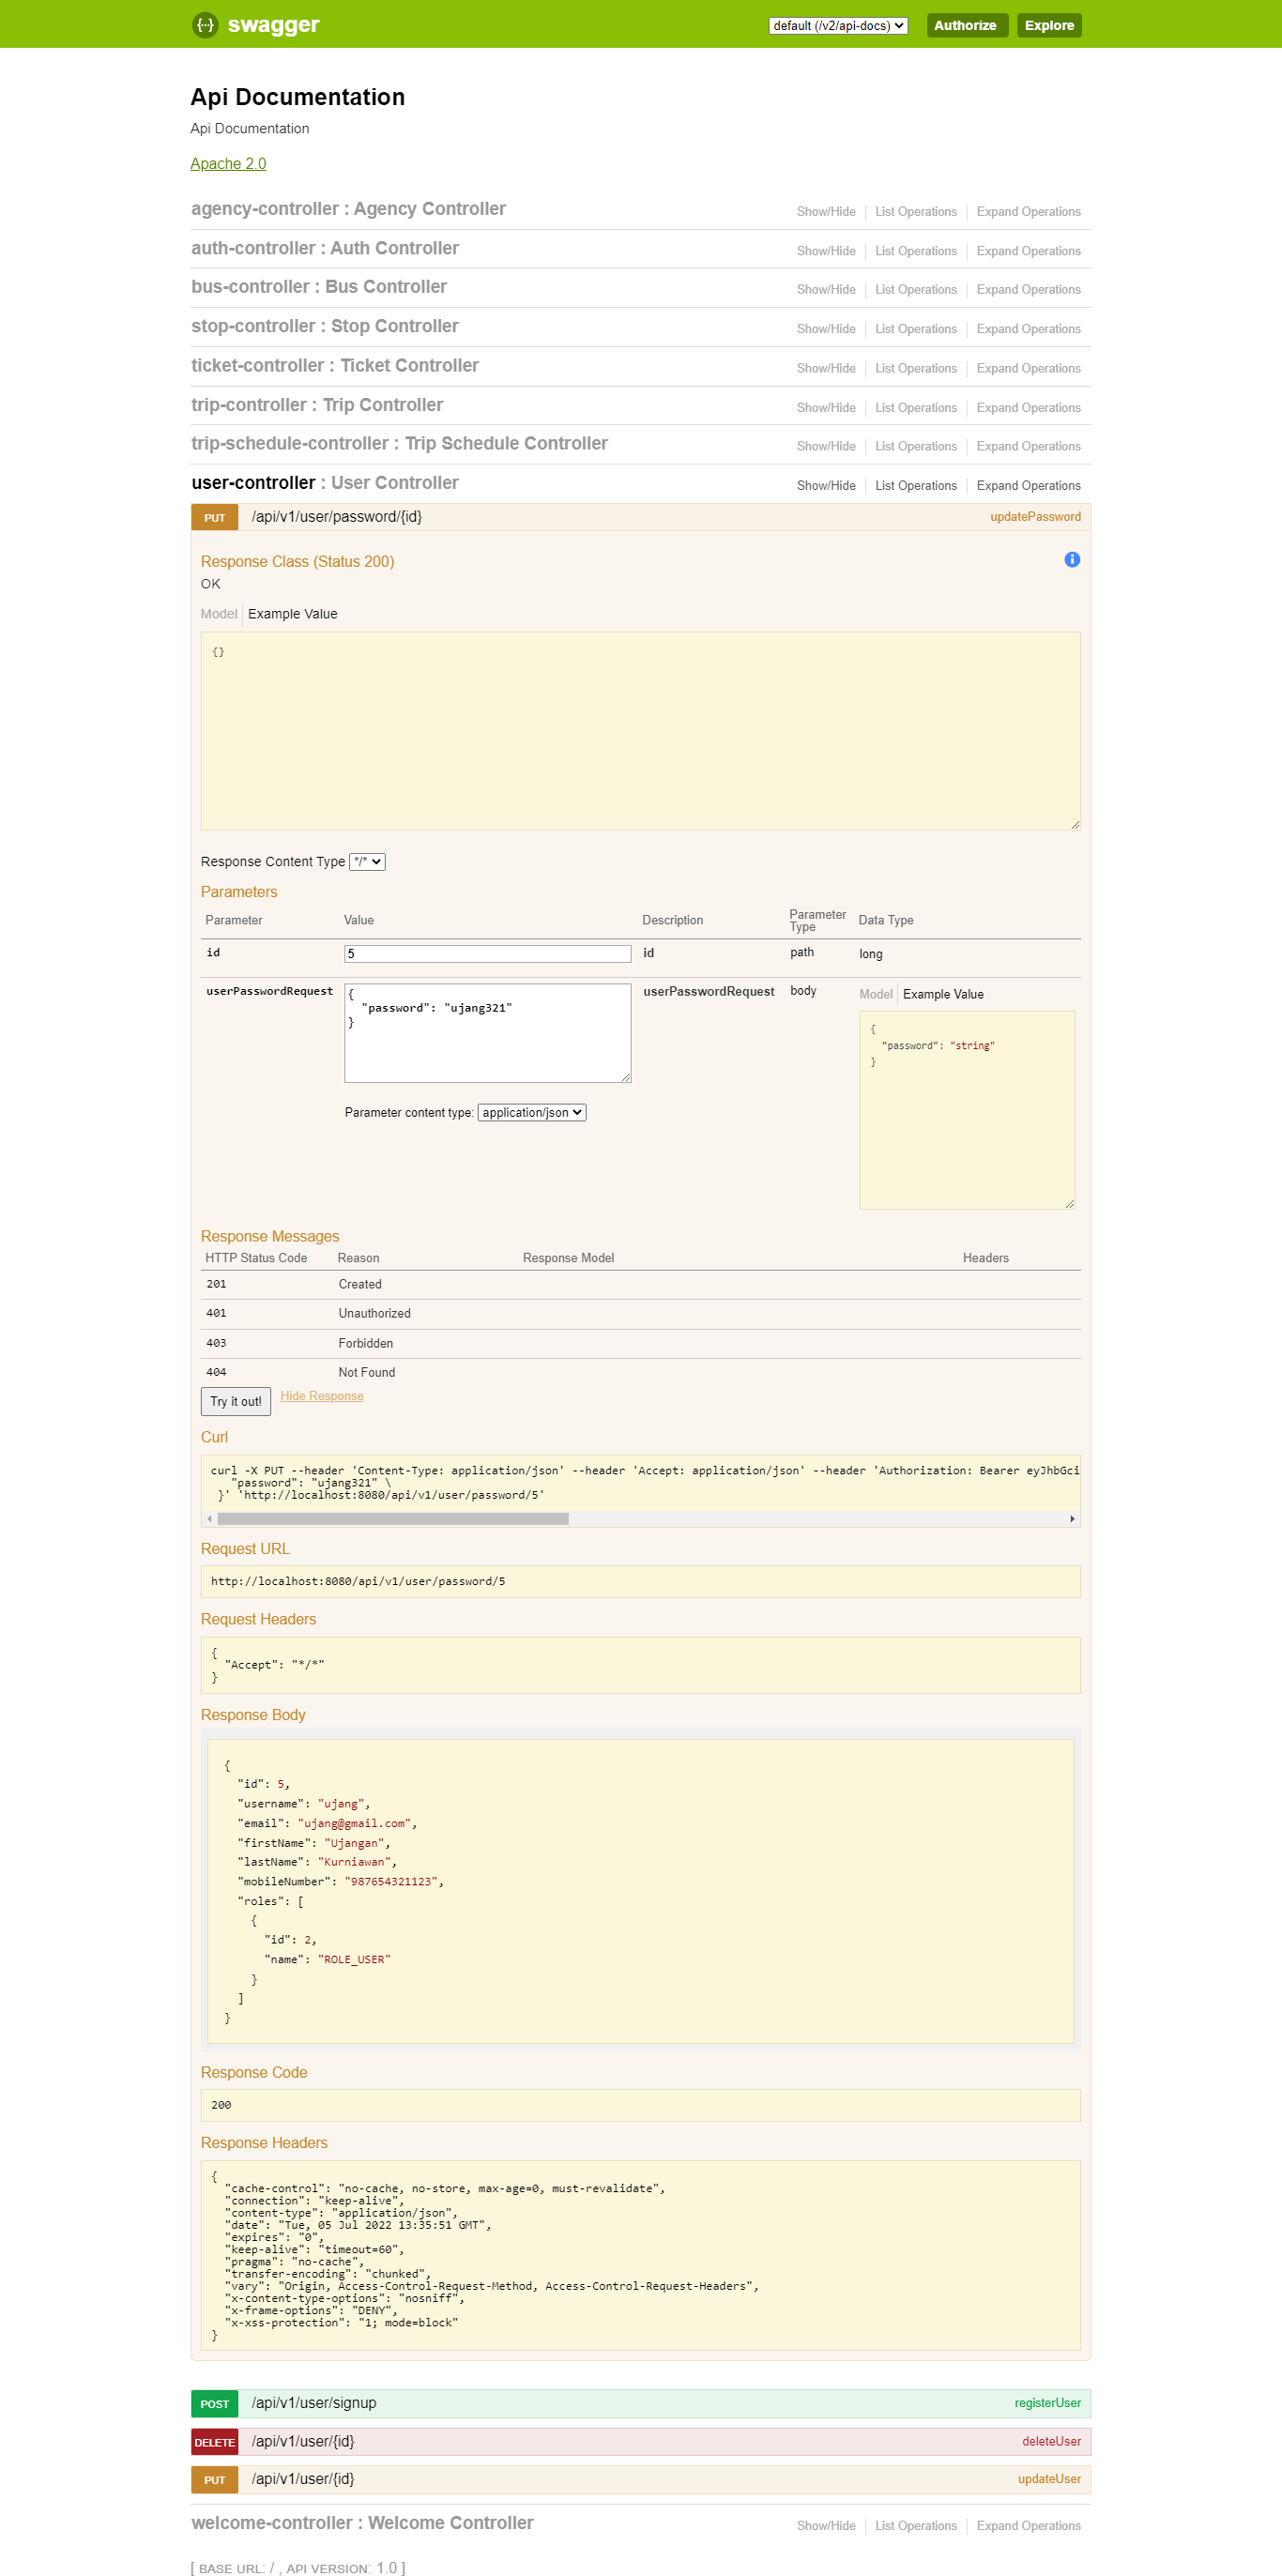 {···} swagger default (/v2/api-docs) Authorize Explore
Api Documentation
Api Documentation
Apache 2.0
agency-controller : Agency Controller Show/Hide List Operations Expand Operations
auth-controller : Auth Controller Show/Hide List Operations Expand Operations
bus-controller : Bus Controller Show/Hide List Operations Expand Operations
stop-controller : Stop Controller Show/Hide List Operations Expand Operations
ticket-controller : Ticket Controller Show/Hide List Operations Expand Operations
trip-controller : Trip Controller Show/Hide List Operations Expand Operations
trip-schedule-controller : Trip Schedule Controller Show/Hide List Operations Expand Operations
user-controller : User Controller Show/Hide List Operations Expand Operations
PUT /api/v1/user/password/{id} updatePassword
Response Class (Status 200)
OK
Model Example Value
{}
Response Content Type */*
Parameters
Parameter Value Description Parameter Type Data Type
id 5 id path long
userPasswordRequest { userPasswordRequest body Model Example Value
"password": "ujang321"
}
{
"password": "string"
}
Parameter content type: application/json
Response Messages
HTTP Status Code Reason Response Model Headers
201 Created
401 Unauthorized
403 Forbidden
404 Not Found
Try it out! Hide Response
Curl
curl -X PUT --header 'Content-Type: application/json' --header 'Accept: application/json' --header 'Authorization: Bearer eyJhbGci
"password": "ujang321" \
}' 'http://localhost:8080/api/v1/user/password/5'
Request URL
http://localhost:8080/api/v1/user/password/5
Request Headers
{
"Accept": "*/*"
}
Response Body
{
"id": 5,
"username": "ujang",
"email": "ujang@gmail.com",
"firstName": "Ujangan",
"lastName": "Kurniawan",
"mobileNumber": "987654321123",
"roles": [
{
"id": 2,
"name": "ROLE_USER"
}
]
}
Response Code
200
Response Headers
{
"cache-control": "no-cache, no-store, max-age=0, must-revalidate",
"connection": "keep-alive",
"content-type": "application/json",
"date": "Tue, 05 Jul 2022 13:35:51 GMT",
"expires": "0",
"keep-alive": "timeout=60",
"pragma": "no-cache",
"transfer-encoding": "chunked",
"vary": "Origin, Access-Control-Request-Method, Access-Control-Request-Headers",
"x-content-type-options": "nosniff",
"x-frame-options": "DENY",
"x-xss-protection": "1; mode=block"
}
POST /api/v1/user/signup registerUser
DELETE /api/v1/user/{id} deleteUser
PUT /api/v1/user/{id} updateUser
welcome-controller : Welcome Controller Show/Hide List Operations Expand Operations
[ BASE URL: / , API VERSION: 1.0 ]